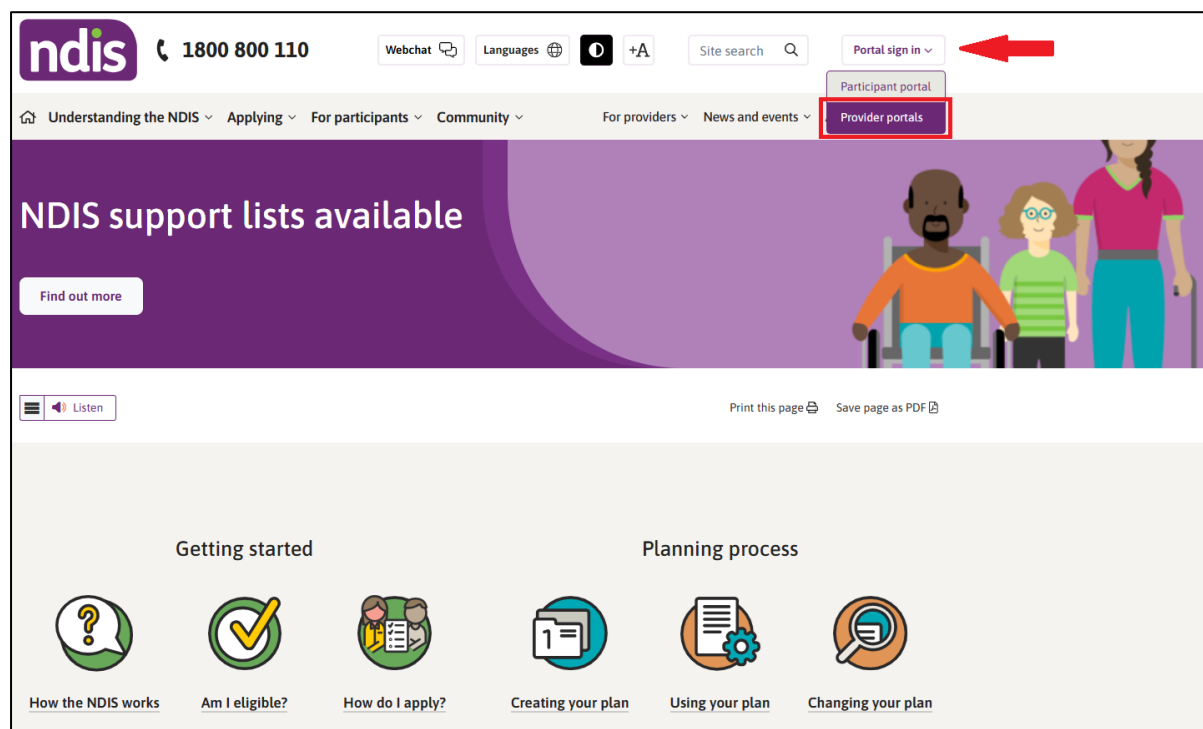 ndis
1800 800 110
Webchat
Languages
+A
Site search
Portal sign in
Participant portal
Provider portals
Understanding the NDIS
Applying
For participants
Community
For providers
News and events
NDIS support lists available
Find out more
Listen
Print this page
Save page as PDF
Getting started
Planning process
1
How the NDIS works
Am I eligible?
How do I apply?
Creating your plan
Using your plan
Changing your plan